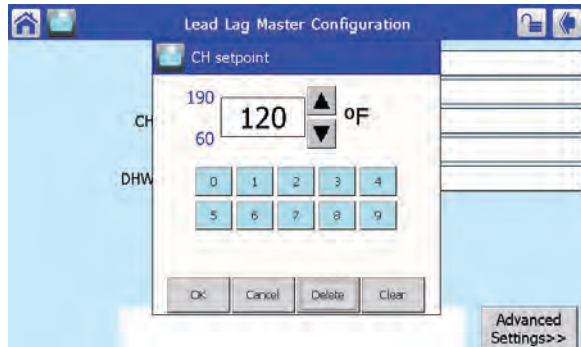 Lead Lag Master Configuration
CH setpoint
190
120
ºF
60
CH
DHW
0 1 2 3 4
5 6 7 8 9
OK Cancel Delete Clear
Advanced
Settings>>